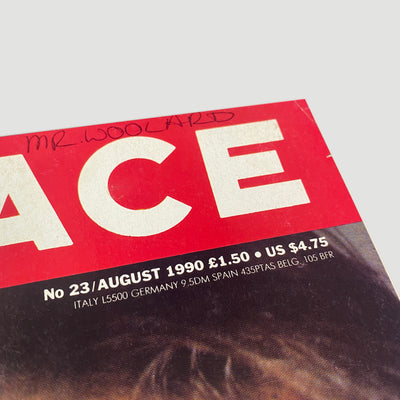 MR. WOOLARD
ACE
No 23/AUGUST 1990 £1.50 • US $4.75
ITALY L5500 GERMANY 9.5DM SPAIN 435PTAS BELG. 105 BFR